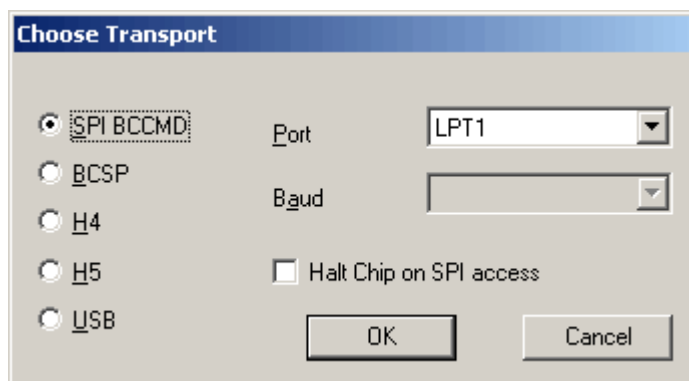 Choose Transport
SPI BCCMD
BCSP
H4
H5
USB
Port
LPT1
Baud
Halt Chip on SPI access
OK
Cancel